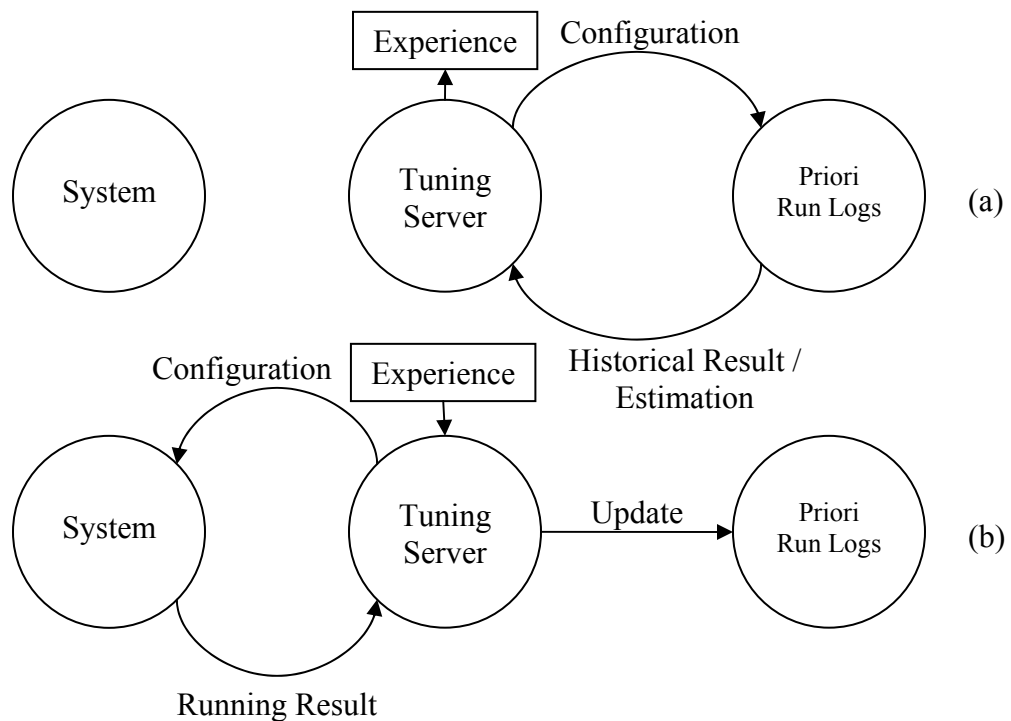 Experience
Configuration
System
Tuning
Server
Priori
Run Logs
(a)
Historical Result /
Estimation
Configuration
Experience
System
Tuning
Server
Update
Priori
Run Logs
(b)
Running Result